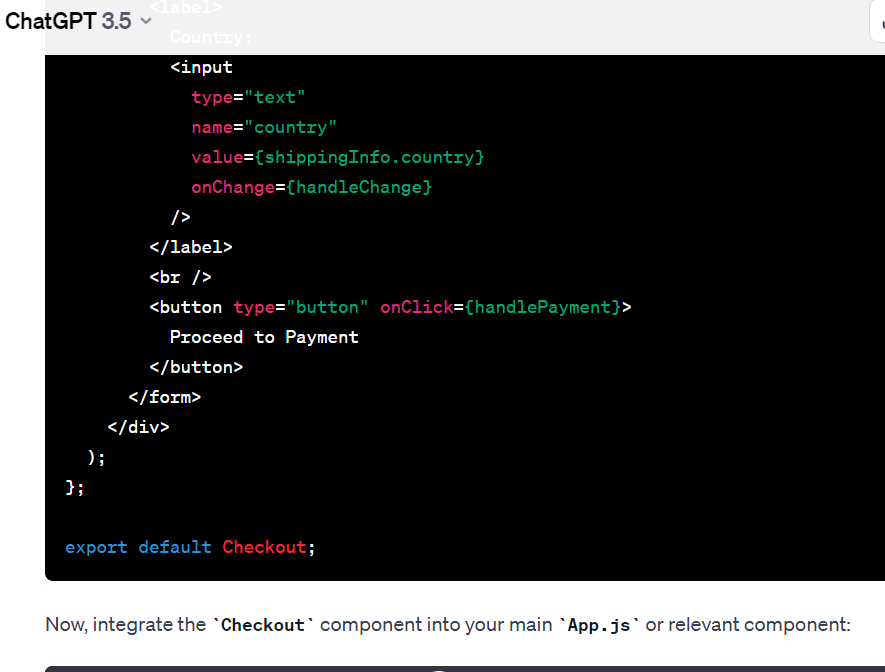 <label>
ChatGPT 3.5
Country:
<input
type="text"
name="country"
value={shippingInfo.country}
onChange={handleChange}
/>
</label>
<br />
<button type="button" onClick={handlePayment}>
Proceed to Payment
</button>
</form>
</div>
);
};
export default Checkout;
Now, integrate the `Checkout` component into your main `App.js` or relevant component: